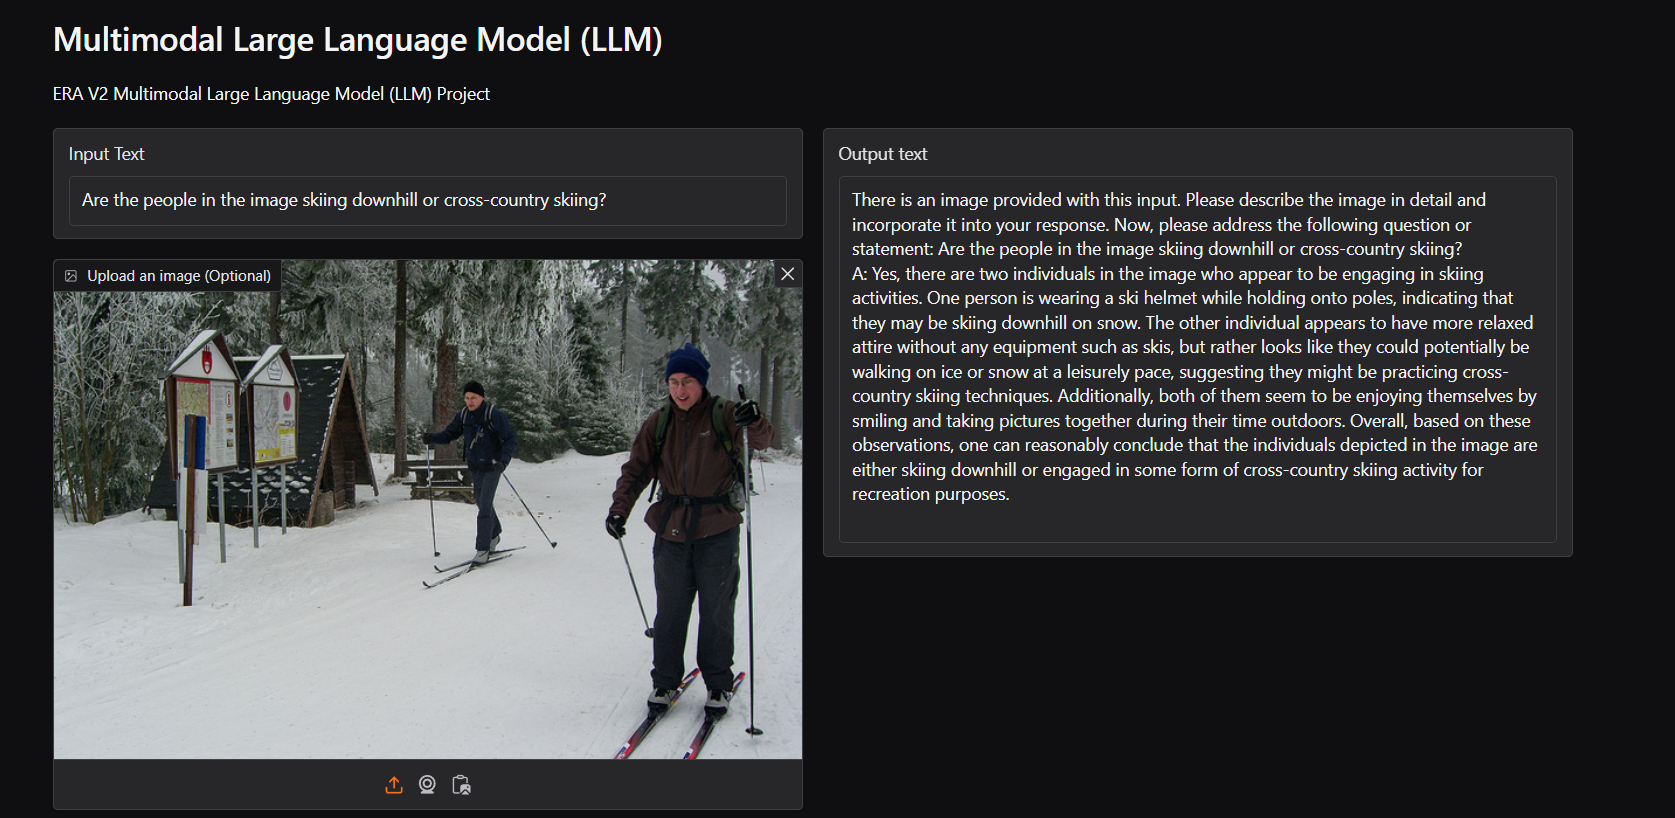 Multimodal Large Language Model (LLM)
ERA V2 Multimodal Large Language Model (LLM) Project
Input Text
Are the people in the image skiing downhill or cross-country skiing?
Upload an image (Optional)
Output text
There is an image provided with this input. Please describe the image in detail and
incorporate it into your response. Now, please address the following question or
statement: Are the people in the image skiing downhill or cross-country skiing?
A: Yes, there are two individuals in the image who appear to be engaging in skiing
activities. One person is wearing a ski helmet while holding onto poles, indicating that
they may be skiing downhill on snow. The other individual appears to have more relaxed
attire without any equipment such as skis, but rather looks like they could potentially be
walking on ice or snow at a leisurely pace, suggesting they might be practicing cross-
country skiing techniques. Additionally, both of them seem to be enjoying themselves by
smiling and taking pictures together during their time outdoors. Overall, based on these
observations, one can reasonably conclude that the individuals depicted in the image are
either skiing downhill or engaged in some form of cross-country skiing activity for
recreation purposes.